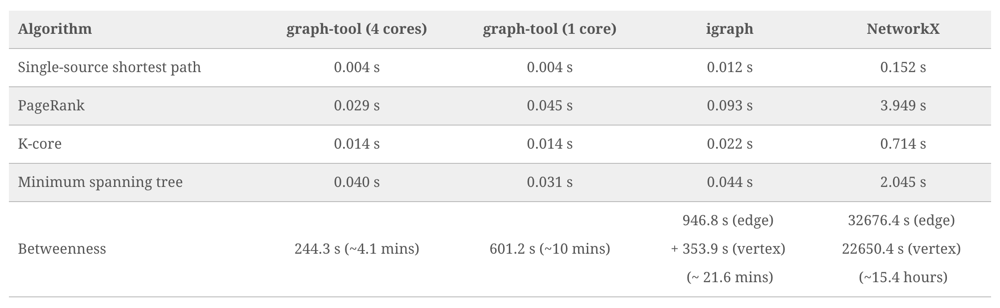 Algorithm graph-tool (4 cores) graph-tool (1 core) igraph NetworkX
Single-source shortest path 0.004 s 0.004 s 0.012 s 0.152 s
PageRank 0.029 s 0.045 s 0.093 s 3.949 s
K-core 0.014 s 0.014 s 0.022 s 0.714 s
Minimum spanning tree 0.040 s 0.031 s 0.044 s 2.045 s
946.8 s (edge) 32676.4 s (edge)
Betweenness 244.3 s (~4.1 mins) 601.2 s (~10 mins) + 353.9 s (vertex) 22650.4 s (vertex)
(~ 21.6 mins) (~15.4 hours)